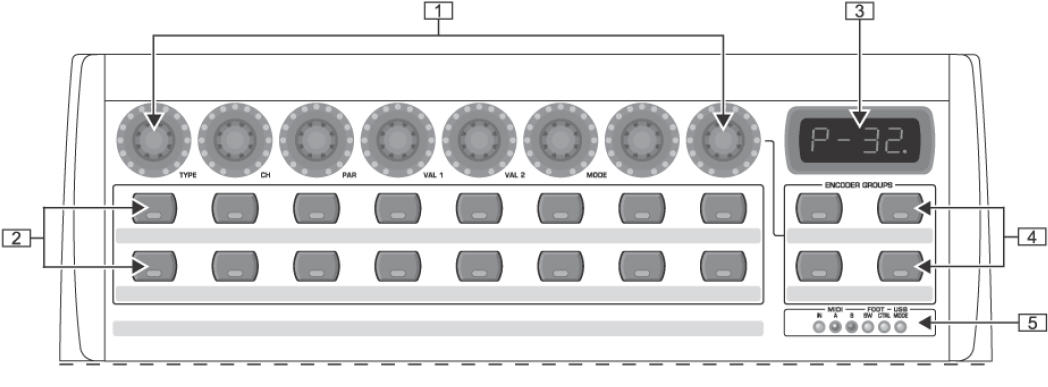 1
3
P-32.
TYPE CH PAR VAL 1 VAL 2 MODE
ENCODER GROUPS
2
4
MIDI FOOT - USB
IN A B SW CTRL MODE
5